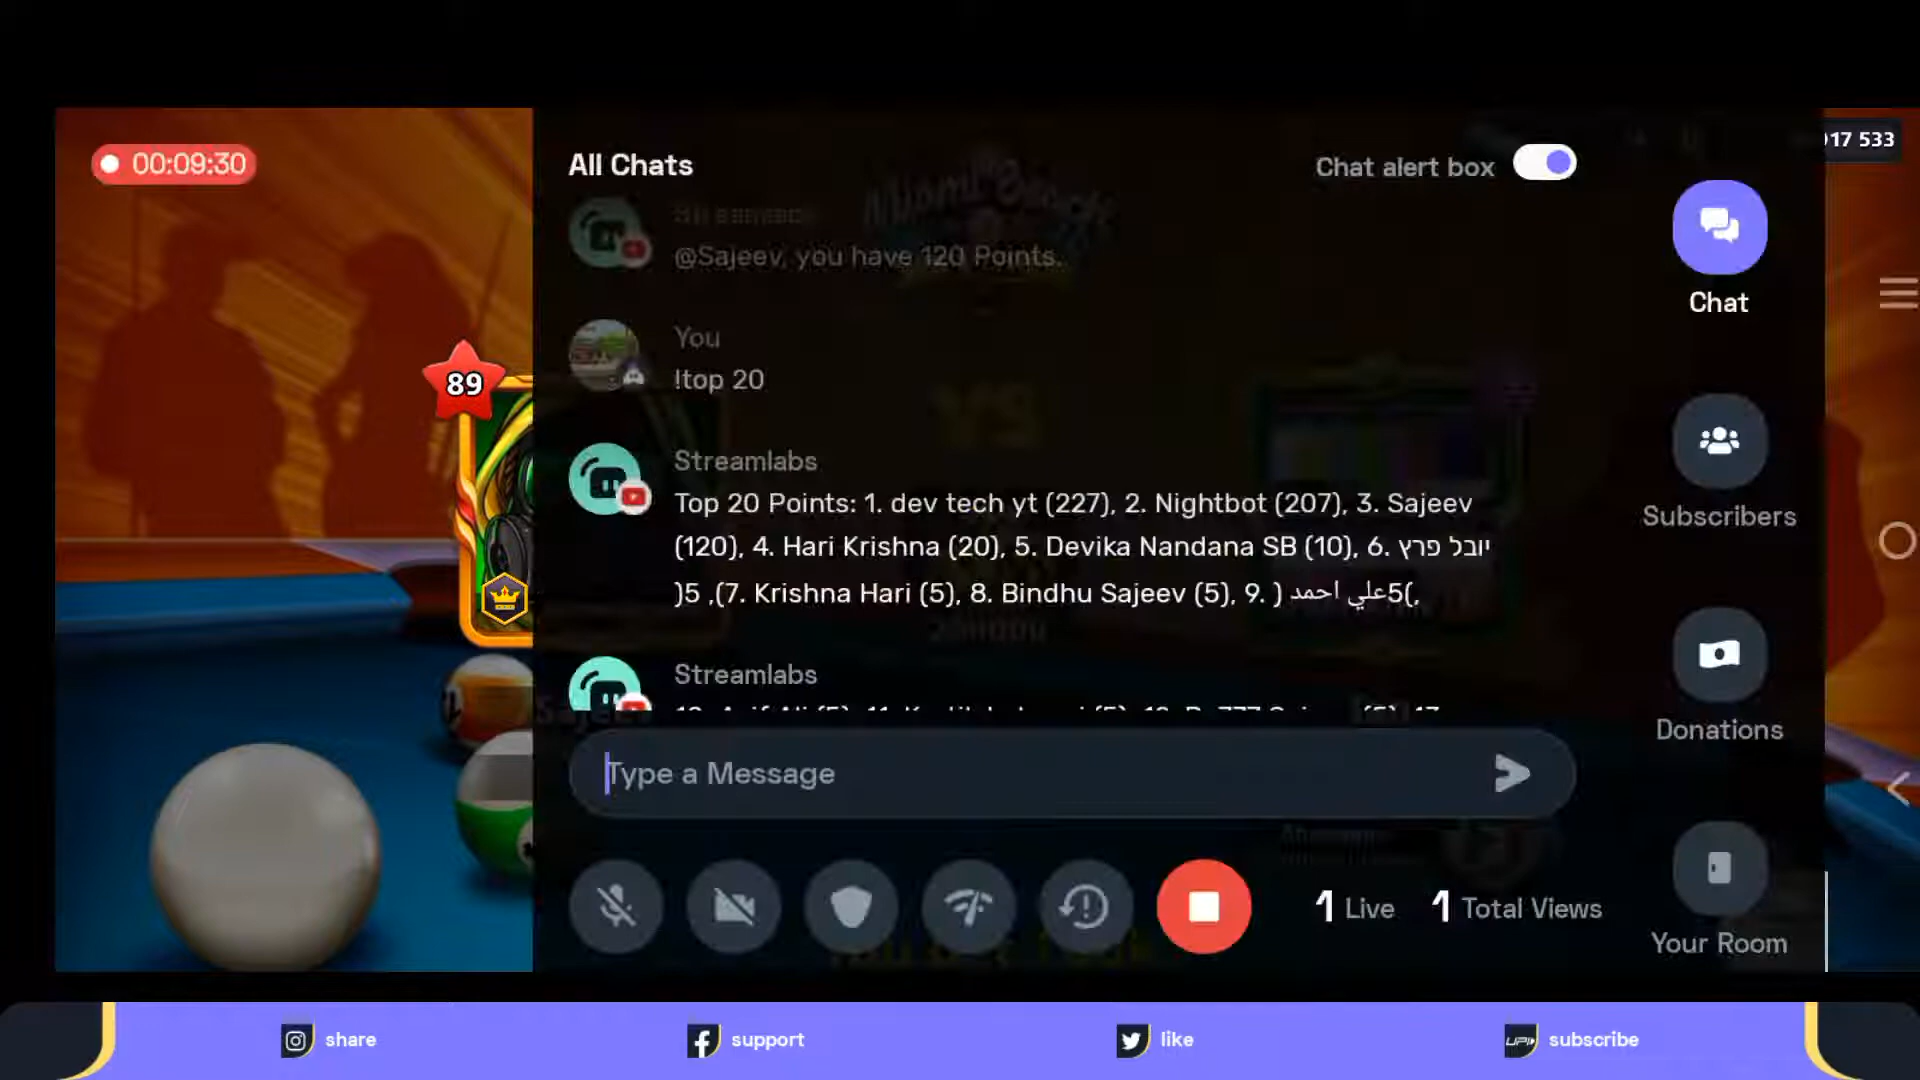 00:09:30
All Chats
Chat alert box
17 533
Streamlabs
@Sajeev, you have 120 Points.
Chat
You
!top 20
89
Streamlabs
Top 20 Points: 1. dev tech yt (227), 2. Nightbot (207), 3. Sajeev
(120), 4. Hari Krishna (20), 5. Devika Nandana SB (10), 6. יובל פרץ
)5 ,(7. Krishna Hari (5), 8. Bindhu Sajeev (5), 9. ) علي احمد5(,
Subscribers
Streamlabs
Donations
Type a Message
1 Live
1 Total Views
Your Room
share
support
like
subscribe